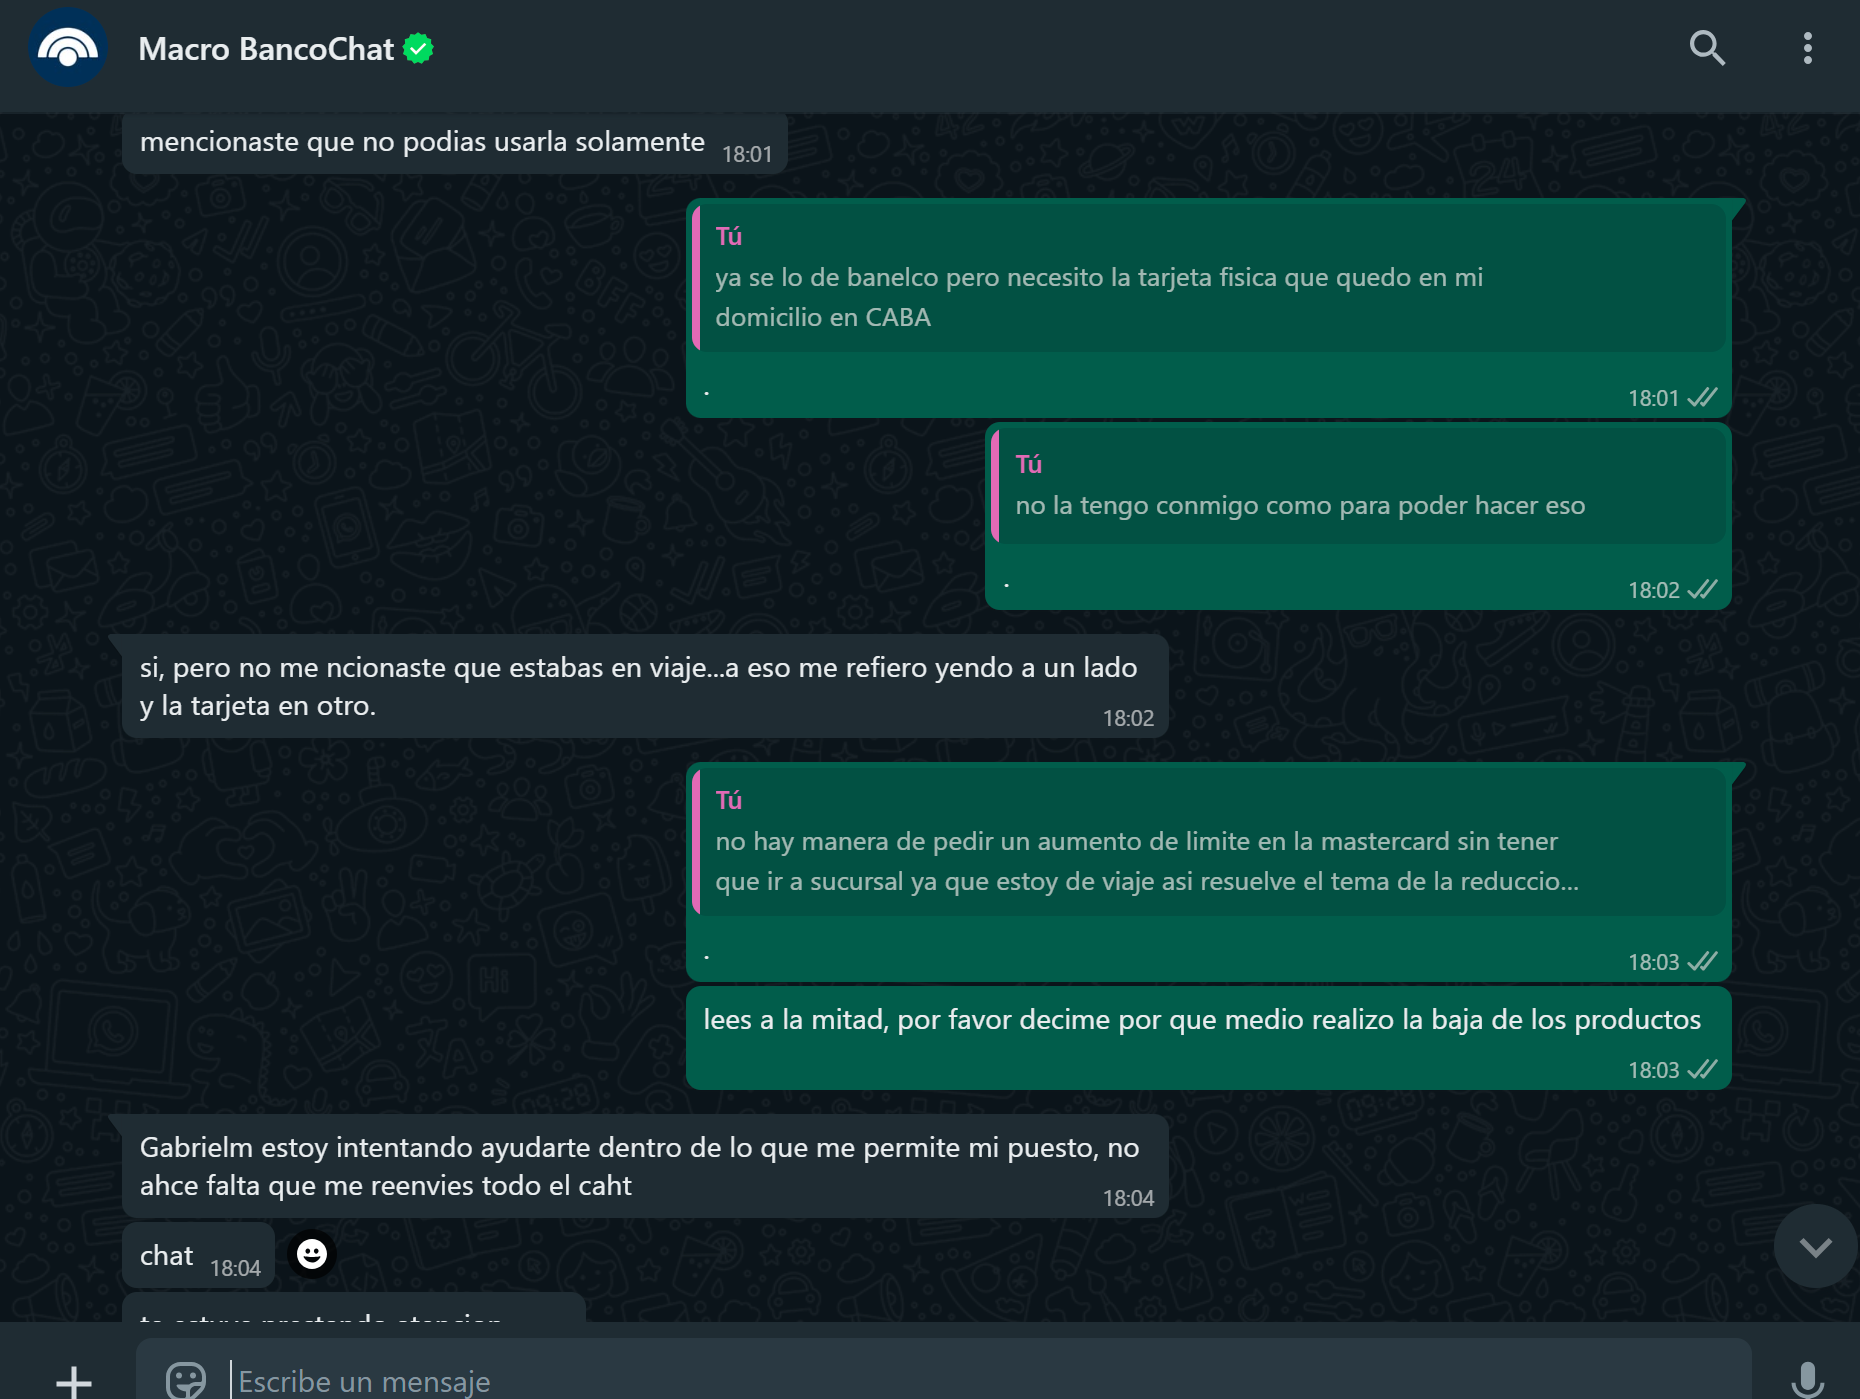 Macro BancoChat
mencionaste que no podias usarla solamente
18:01
Tú
ya se lo de banelco pero necesito la tarjeta fisica que quedo en mi
domicilio en CABA
.
18:01
Tú
no la tengo conmigo como para poder hacer eso
.
18:02
si, pero no me ncionaste que estabas en viaje...a eso me refiero yendo a un lado
y la tarjeta en otro.
18:02
Tú
no hay manera de pedir un aumento de limite en la mastercard sin tener
que ir a sucursal ya que estoy de viaje asi resuelve el tema de la reduccio...
.
18:03
lees a la mitad, por favor decime por que medio realizo la baja de los productos
18:03
Gabrielm estoy intentando ayudarte dentro de lo que me permite mi puesto, no
ahce falta que me reenvies todo el caht
18:04
chat
18:04
te estuve prestando atencion
Escribe un mensaje